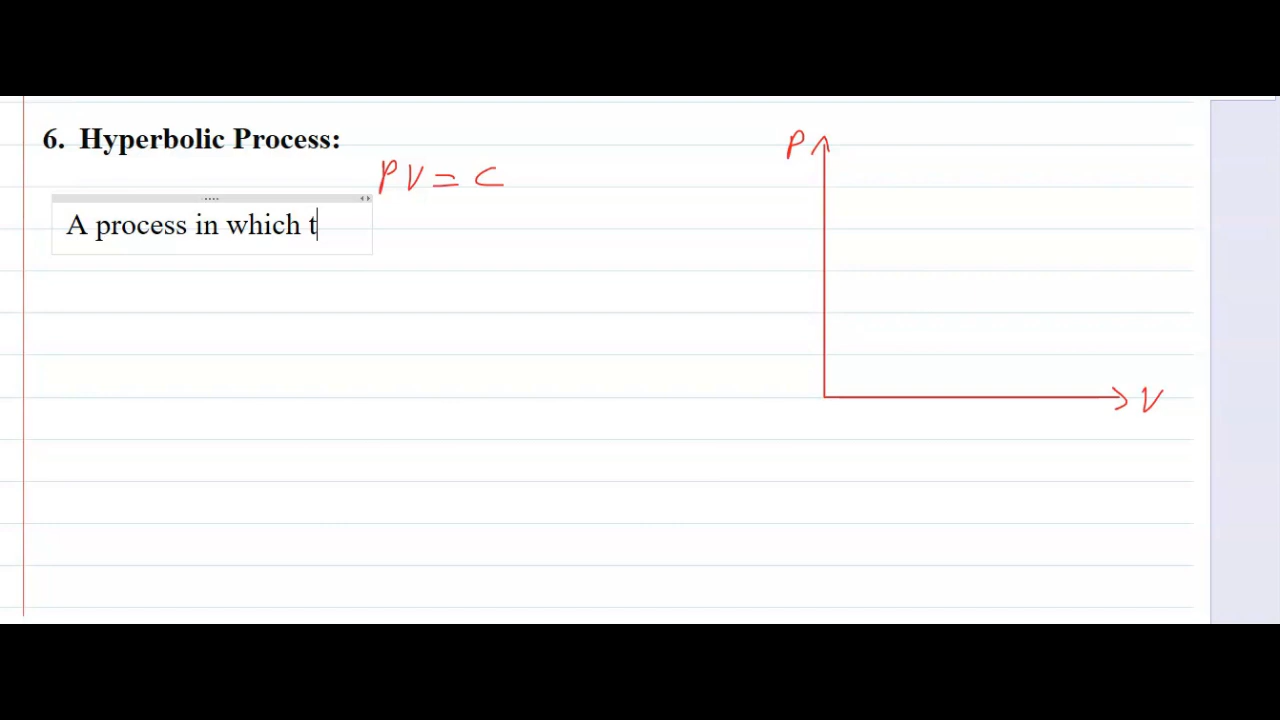 6. Hyperbolic Process:
PV = C
A process in which t
P
V